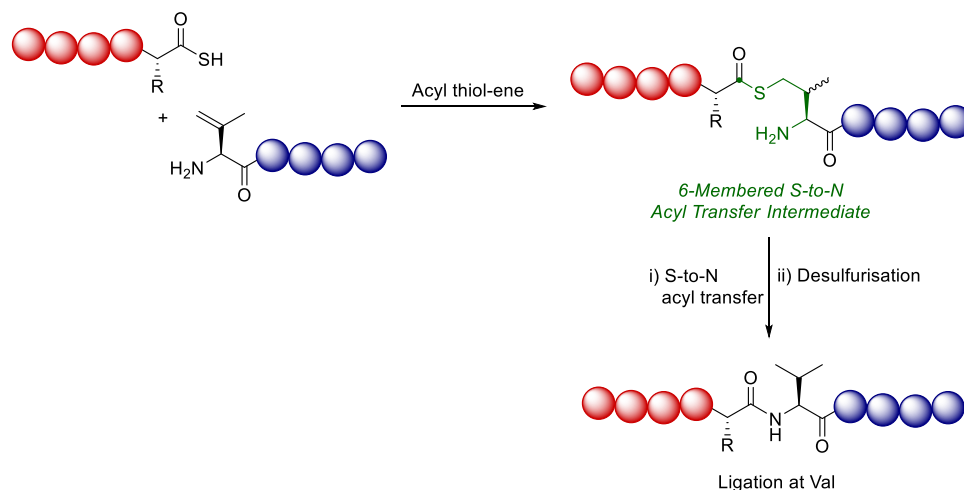 O
SH
R
+
Acyl thiol-ene
H₂N
O
O
S
R
H₂N
O
6-Membered S-to-N
Acyl Transfer Intermediate
i) S-to-N
acyl transfer
ii) Desulfurisation
O
N
H
R
O
Ligation at Val